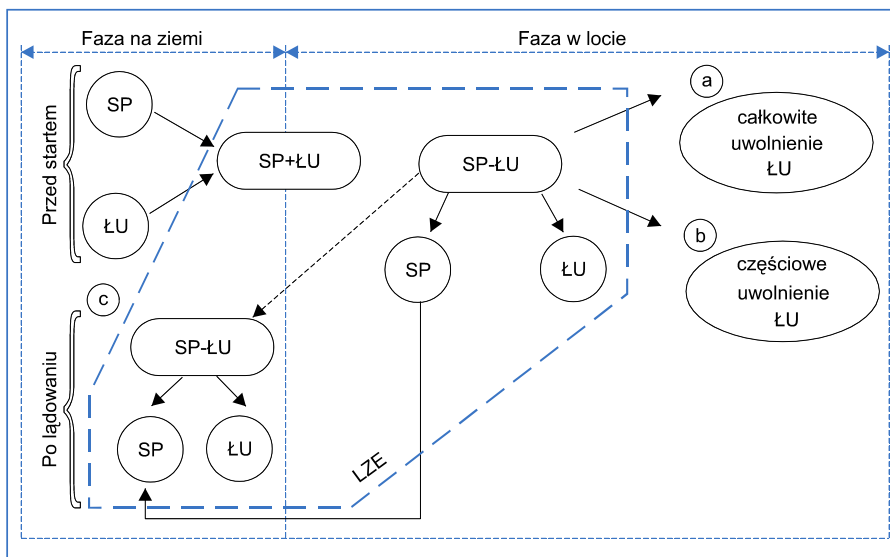 Faza na ziemi
Faza w locie
Przed startem
SP
ŁU
SP+ŁU
SP-ŁU
SP
ŁU
a
całkowite
uwolnienie
ŁU
b
częściowe
uwolnienie
ŁU
c
Po lądowaniu
SP-ŁU
SP
ŁU
LZE